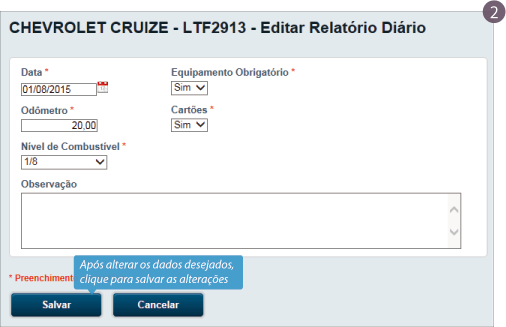 2
CHEVROLET CRUIZE - LTF2913 - Editar Relatório Diário
Data * Equipamento Obrigatório *
01/08/2015 Sim
Odômetro * Cartões *
20,00 Sim
Nível de Combustível *
1/8
Observação
Após alterar os dados desejados,
clique para salvar as alterações
* Preenchimento
Salvar Cancelar